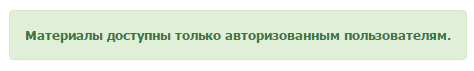 Материалы доступны только авторизованным пользователям.